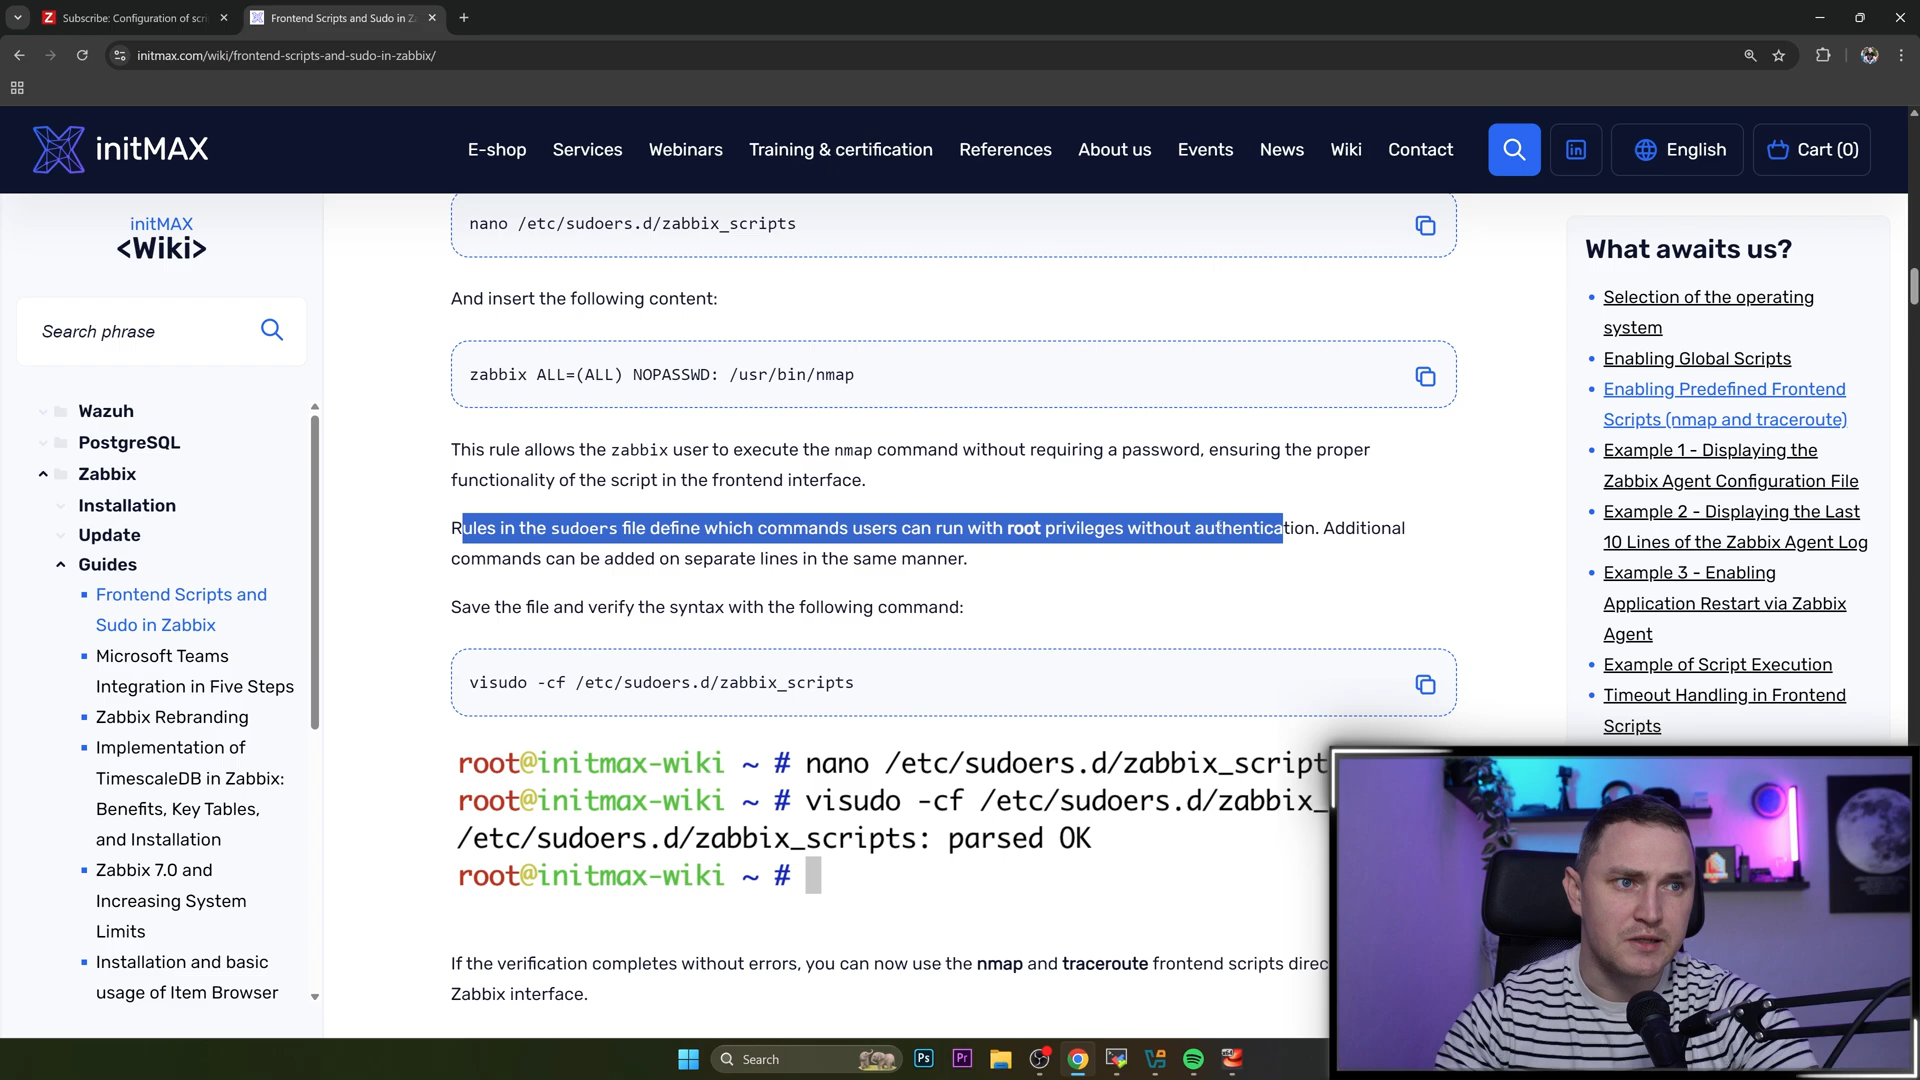 Subscribe: Configuration of scri
Frontend Scripts and Sudo in Z
initmax.com/wiki/frontend-scripts-and-sudo-in-zabbix/
initMAX
E-shop
Services
Webinars
Training & certification
References
About us
Events
News
Wiki
Contact
English
Cart (0)
initMAX
<Wiki>
Search phrase
Wazuh
PostgreSQL
Zabbix
Installation
Update
Guides
Frontend Scripts and
Sudo in Zabbix
Microsoft Teams
Integration in Five Steps
Zabbix Rebranding
Implementation of
TimescaleDB in Zabbix:
Benefits, Key Tables,
and Installation
Zabbix 7.0 and
Increasing System
Limits
Installation and basic
usage of Item Browser
nano /etc/sudoers.d/zabbix_scripts
And insert the following content:
zabbix ALL=(ALL) NOPASSWD: /usr/bin/nmap
This rule allows the zabbix user to execute the nmap command without requiring a password, ensuring the proper
functionality of the script in the frontend interface.
Rules in the sudoers file define which commands users can run with root privileges without authentication. Additional
commands can be added on separate lines in the same manner.
Save the file and verify the syntax with the following command:
visudo -cf /etc/sudoers.d/zabbix_scripts
root@initmax-wiki ~ # nano /etc/sudoers.d/zabbix_script
root@initmax-wiki ~ # visudo -cf /etc/sudoers.d/zabbix_
/etc/sudoers.d/zabbix_scripts: parsed OK
root@initmax-wiki ~ #
If the verification completes without errors, you can now use the nmap and traceroute frontend scripts direc
Zabbix interface.
What awaits us?
Selection of the operating
system
Enabling Global Scripts
Enabling Predefined Frontend
Scripts (nmap and traceroute)
Example 1 - Displaying the
Zabbix Agent Configuration File
Example 2 - Displaying the Last
10 Lines of the Zabbix Agent Log
Example 3 - Enabling
Application Restart via Zabbix
Agent
Example of Script Execution
Timeout Handling in Frontend
Scripts
Search
Ps
Pr